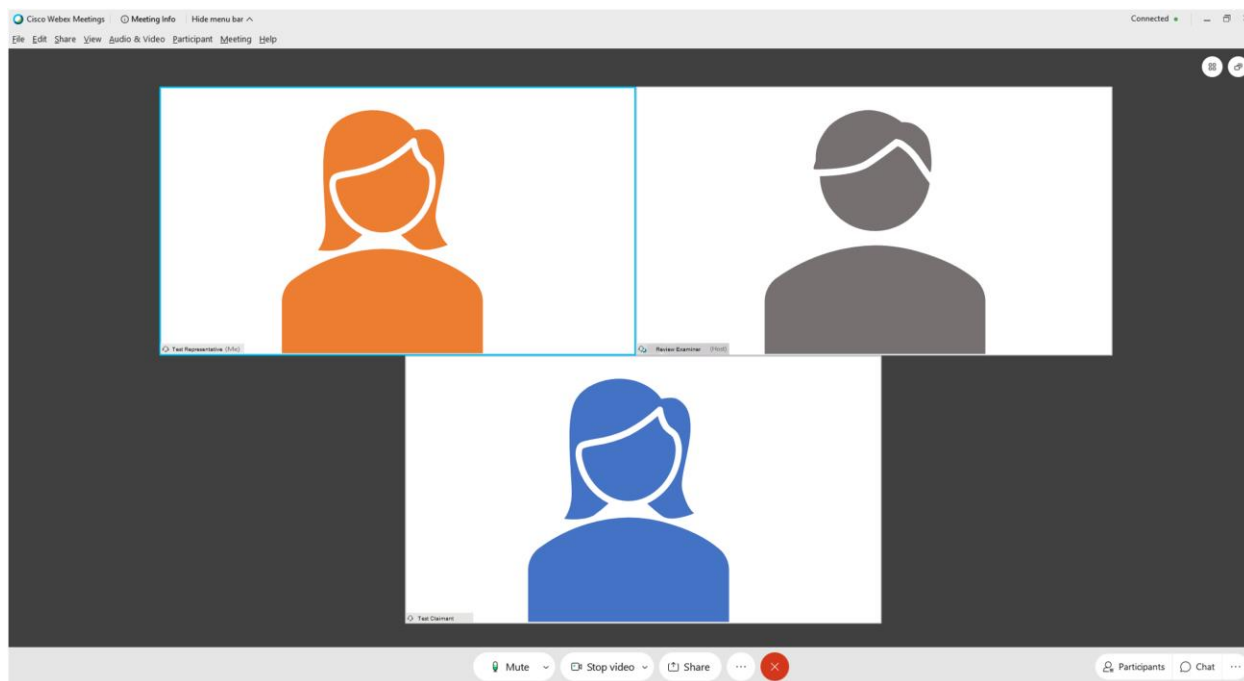 Cisco Webex Meetings Meeting Info Hide menu bar Connected
File Edit Share View Audio & Video Participant Meeting Help
Test Representative (Me)
Review Examiner (Host)
Test Claimant
Mute Stop video Share ... Participants Chat ...